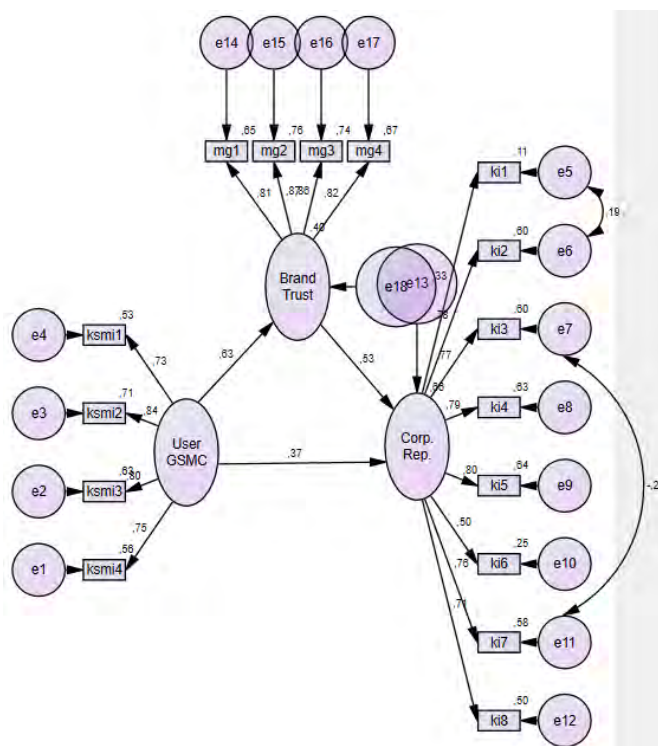 e14 e15 e16 e17
,65 ,76 ,74 ,67
mg1 mg2 mg3 mg4
,81 ,87 ,86 ,82
,40
Brand
Trust
e18 e13
,33
,11
ki1 e5
,19
,60
ki2 e6
,78
,60
ki3 e7
,77
,53
e4 ksmi1
,73
,63
,53
,66
,63
,79 ki4 e8
,71
e3 ksmi2 ,84
User
GSMC
Corp.
Rep.
,37
,64
,80 ki5 e9
,63
e2 ksmi3 ,80
,50
,25
ki6 e10
-,2
,75
,56
e1 ksmi4
,76
,58
ki7 e11
,71
,50
ki8 e12